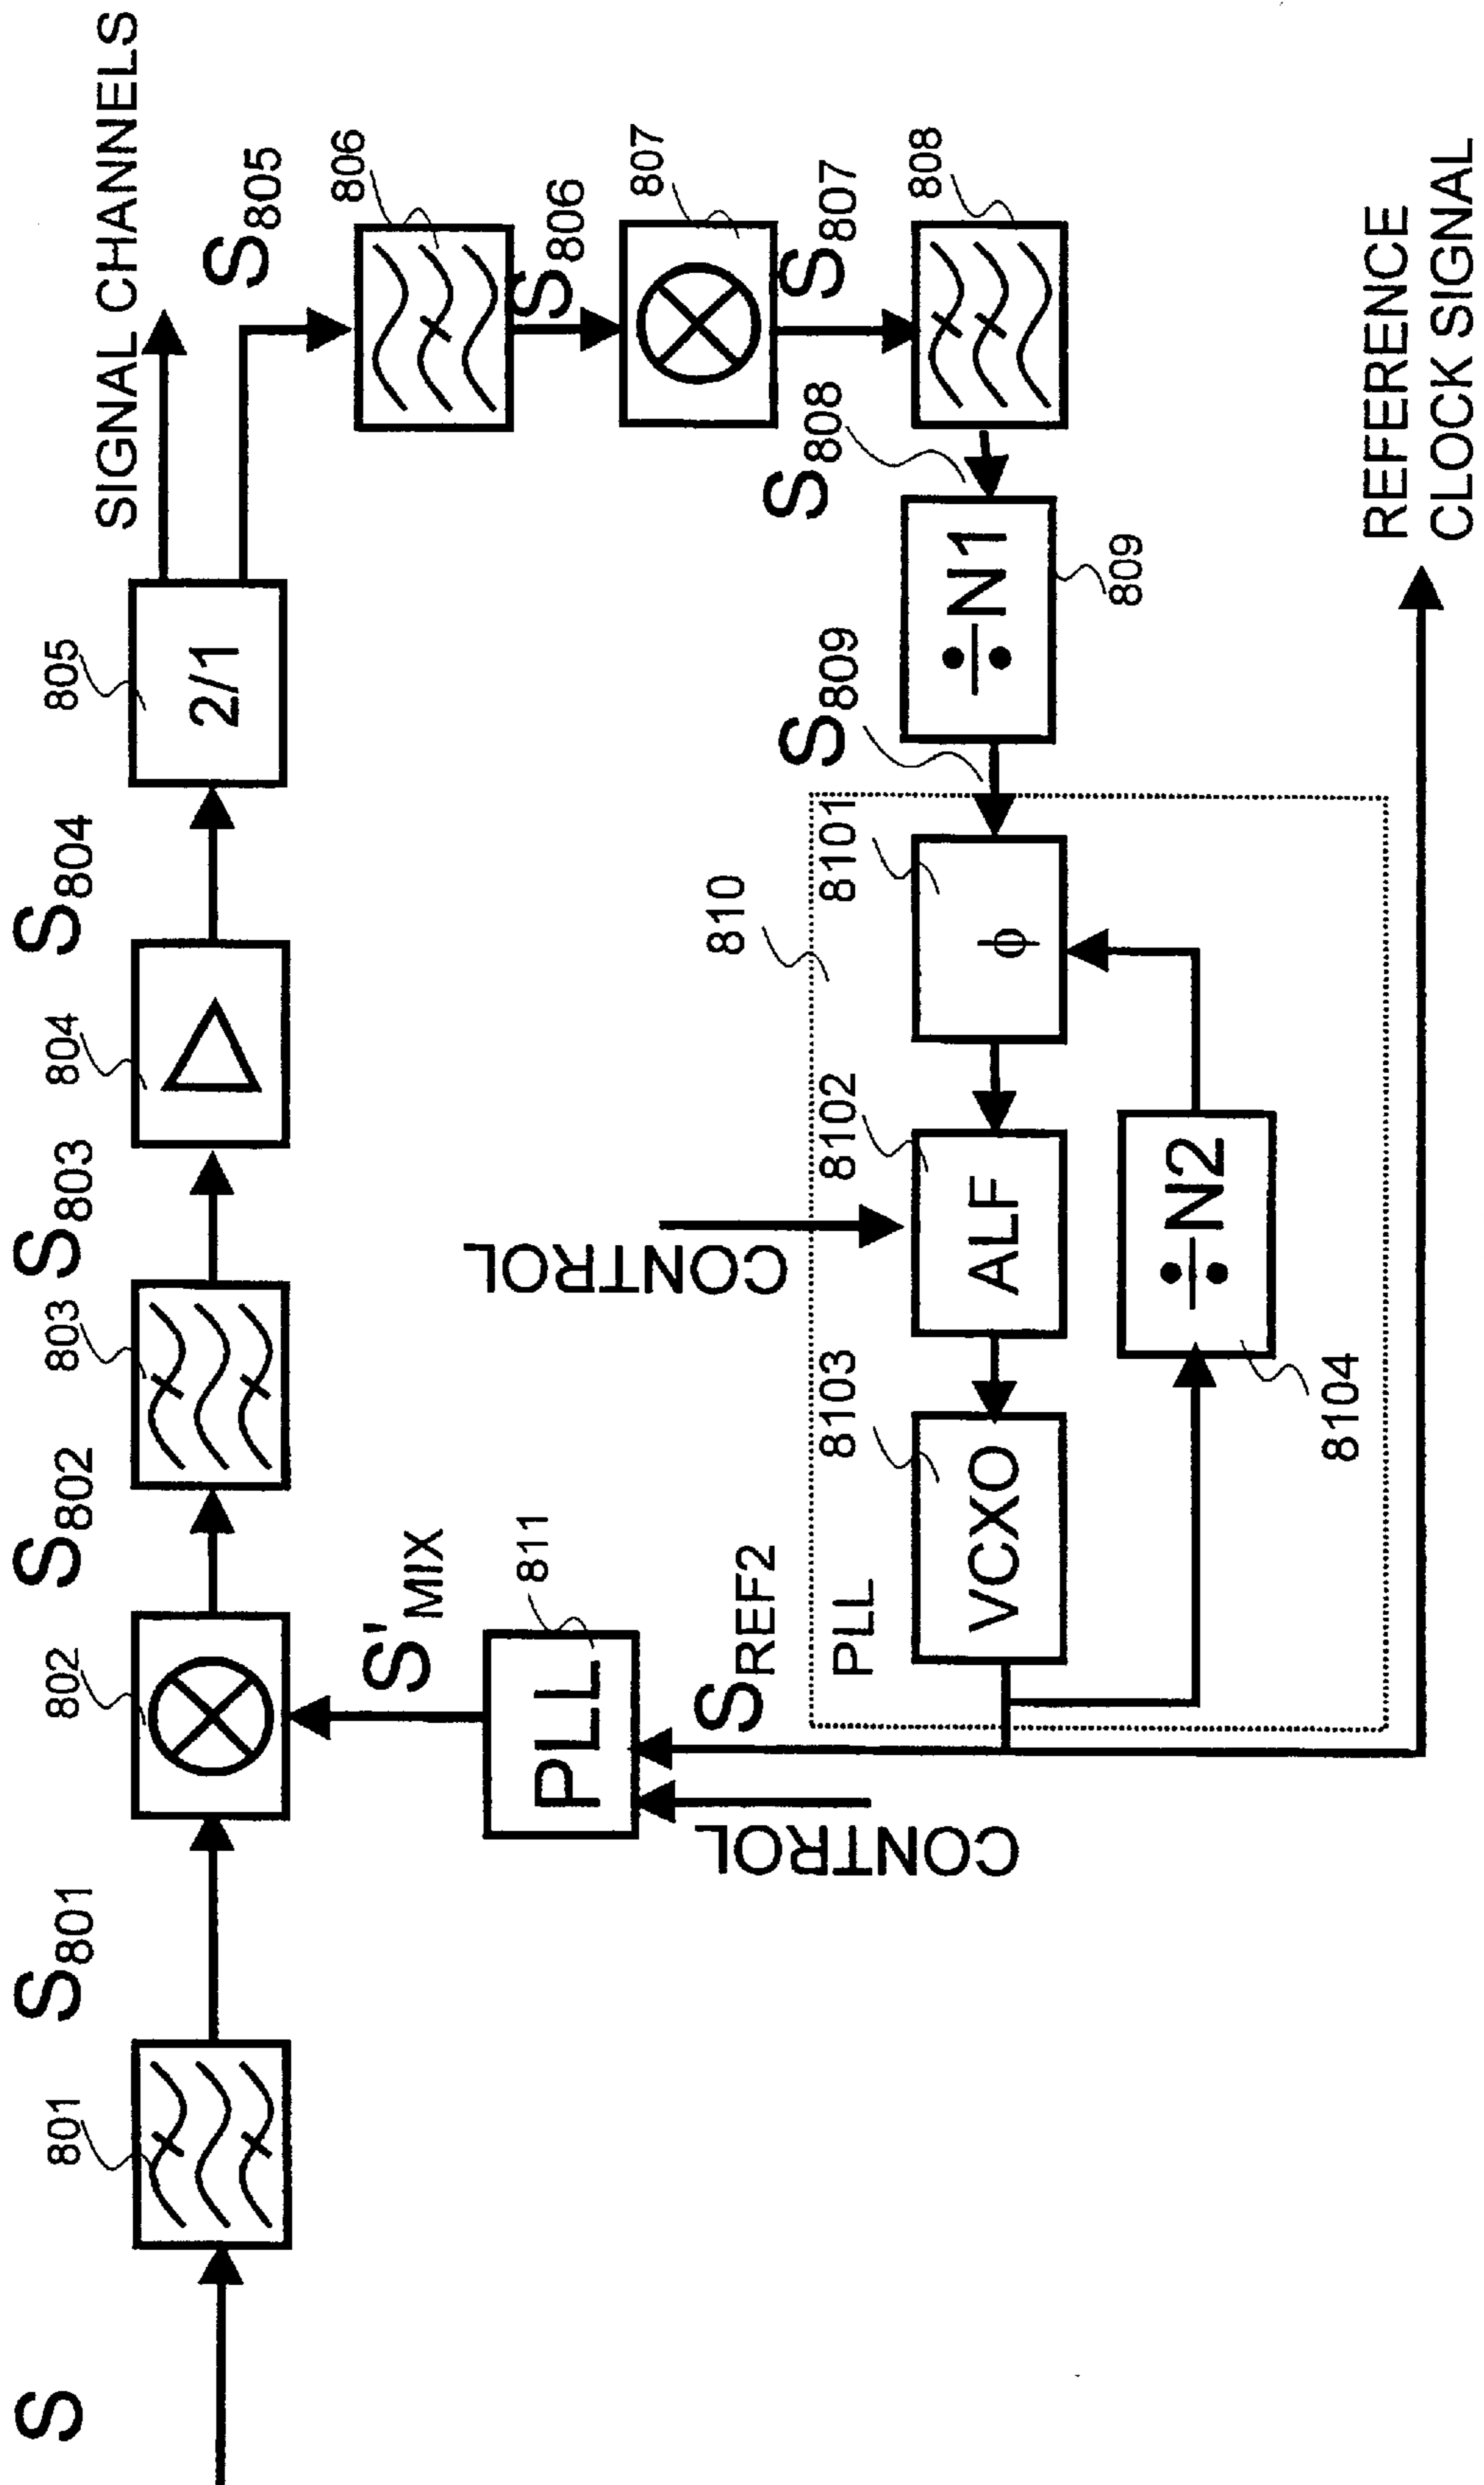 S
801
S801
802
S802
803
S803
804
S804
805
2/1
SIGNAL CHANNELS
S805
806
S806
807
S807
808
S808
÷N1
809
S809
S'MIX
PLL
811
CONTROL
SREF2
CONTROL
810
PLL
8103
VCXO
8102
ALF
8101
ϕ
÷N2
8104
REFERENCE
CLOCK SIGNAL